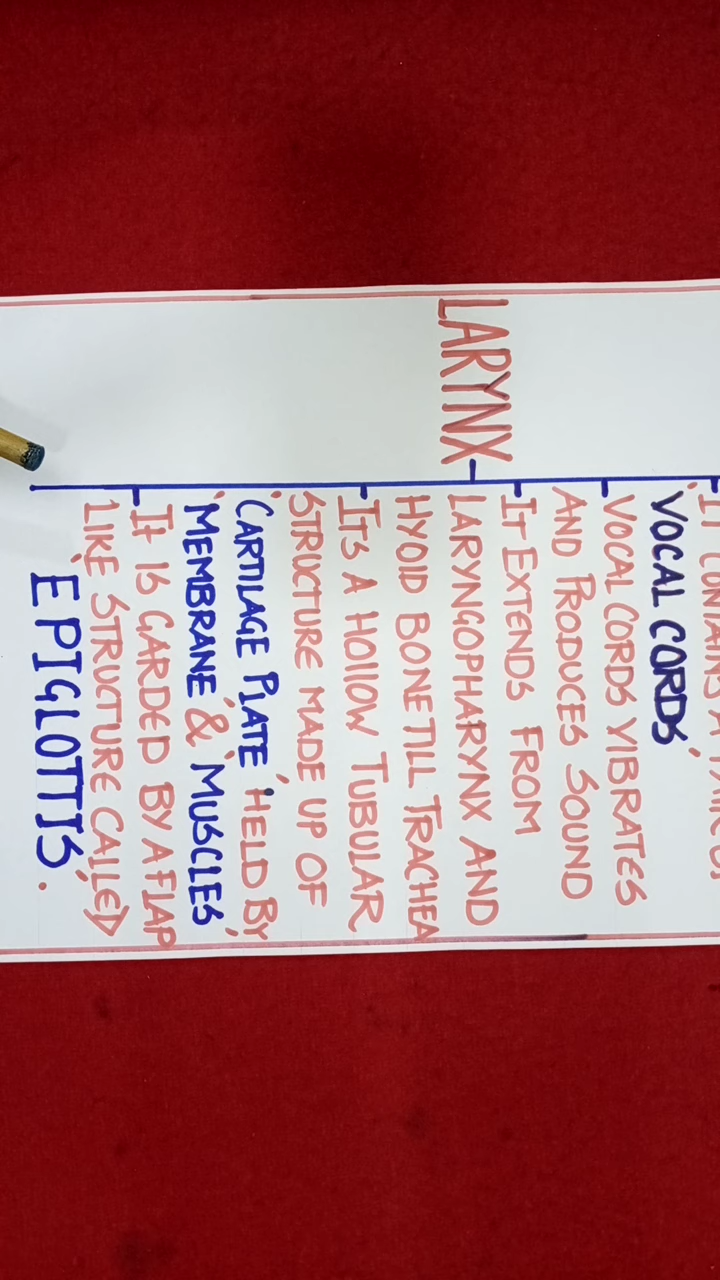 IT CONTAINS A
VOCAL CORDS
VOCAL CORDS VIBRATES
AND PRODUCES SOUND
LARYNX-
IT EXTENDS FROM
LARYNGOPHARYNX AND
HYOID BONE TILL TRACHEA
ITS A HOLLOW TUBULAR
STRUCTURE MADE UP OF
'CARTILAGE PLATE' HELD BY
'MEMBRANE' & 'MUSCLES'
IT IS GARDED BY A FLAP
LIKE STRUCTURE CALLED
'EPIGLOTTIS'.